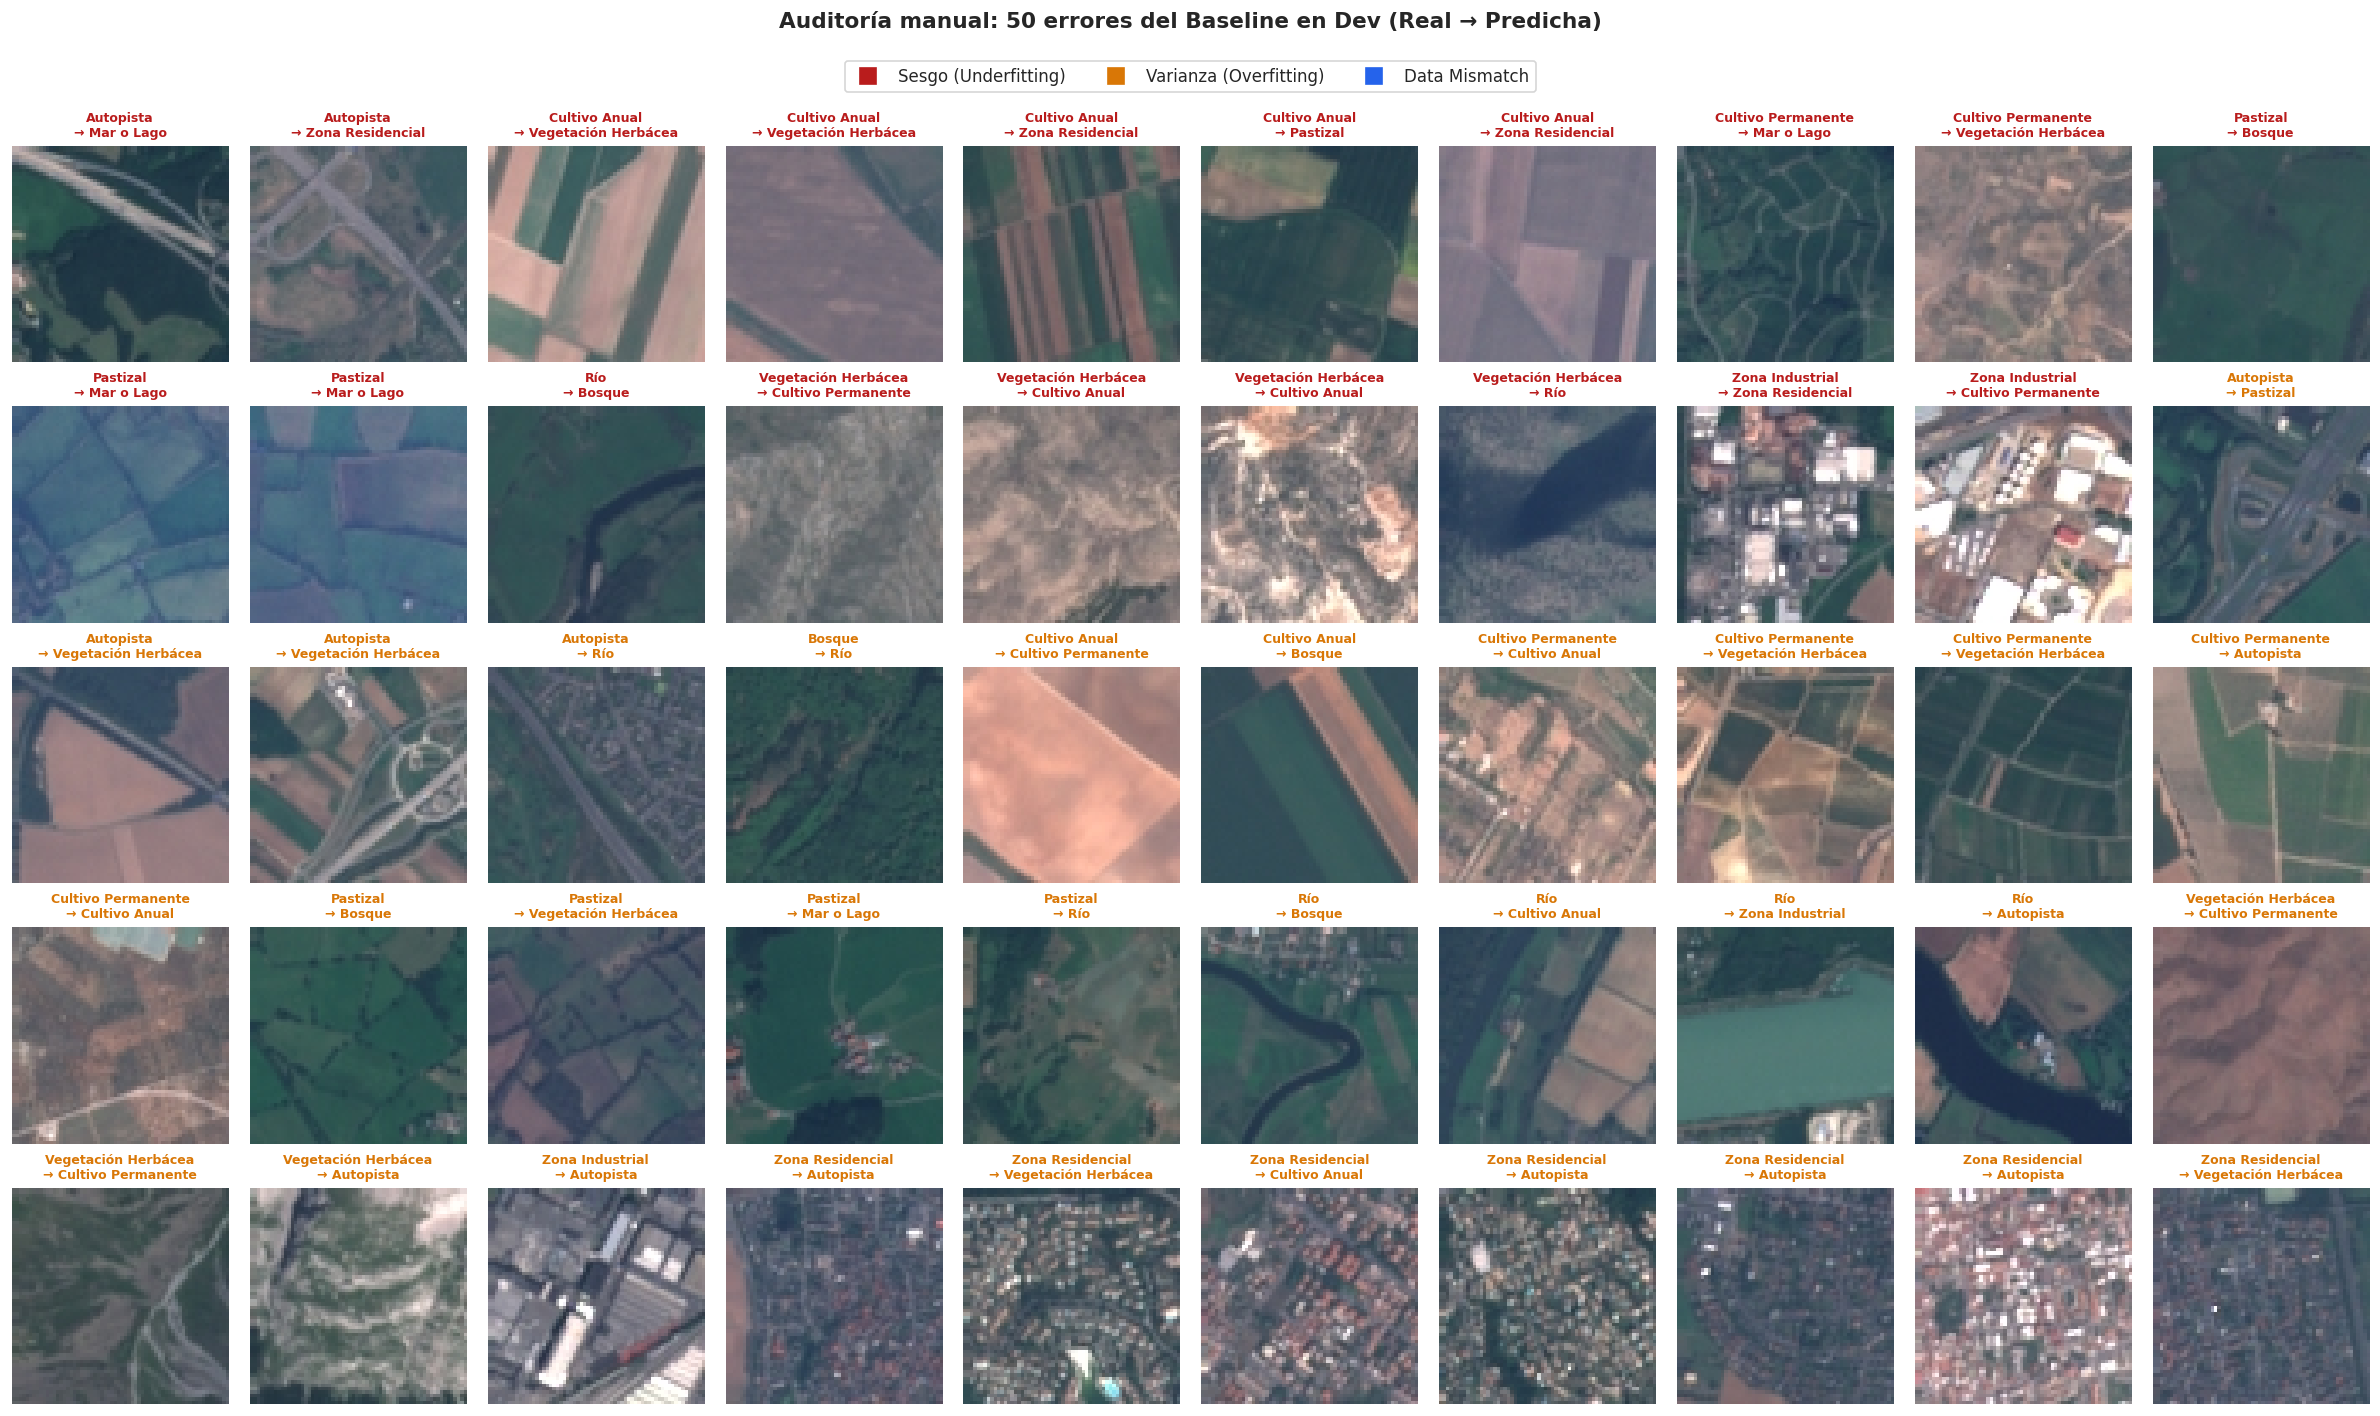 Auditoría manual: 50 errores del Baseline en Dev (Real → Predicha)
Sesgo (Underfitting) Varianza (Overfitting) Data Mismatch
Autopista
→ Mar o Lago
Autopista
→ Zona Residencial
Cultivo Anual
→ Vegetación Herbácea
Cultivo Anual
→ Vegetación Herbácea
Cultivo Anual
→ Zona Residencial
Cultivo Anual
→ Pastizal
Cultivo Anual
→ Zona Residencial
Cultivo Permanente
→ Mar o Lago
Cultivo Permanente
→ Vegetación Herbácea
Pastizal
→ Bosque
Pastizal
→ Mar o Lago
Pastizal
→ Mar o Lago
Río
→ Bosque
Vegetación Herbácea
→ Cultivo Permanente
Vegetación Herbácea
→ Cultivo Anual
Vegetación Herbácea
→ Cultivo Anual
Vegetación Herbácea
→ Río
Zona Industrial
→ Zona Residencial
Zona Industrial
→ Cultivo Permanente
Autopista
→ Pastizal
Autopista
→ Vegetación Herbácea
Autopista
→ Vegetación Herbácea
Autopista
→ Río
Bosque
→ Río
Cultivo Anual
→ Cultivo Permanente
Cultivo Anual
→ Bosque
Cultivo Permanente
→ Cultivo Anual
Cultivo Permanente
→ Vegetación Herbácea
Cultivo Permanente
→ Vegetación Herbácea
Cultivo Permanente
→ Autopista
Cultivo Permanente
→ Cultivo Anual
Pastizal
→ Bosque
Pastizal
→ Vegetación Herbácea
Pastizal
→ Mar o Lago
Pastizal
→ Río
Río
→ Bosque
Río
→ Cultivo Anual
Río
→ Zona Industrial
Río
→ Autopista
Vegetación Herbácea
→ Cultivo Permanente
Vegetación Herbácea
→ Cultivo Permanente
Vegetación Herbácea
→ Autopista
Zona Industrial
→ Autopista
Zona Residencial
→ Autopista
Zona Residencial
→ Vegetación Herbácea
Zona Residencial
→ Cultivo Anual
Zona Residencial
→ Autopista
Zona Residencial
→ Autopista
Zona Residencial
→ Autopista
Zona Residencial
→ Vegetación Herbácea